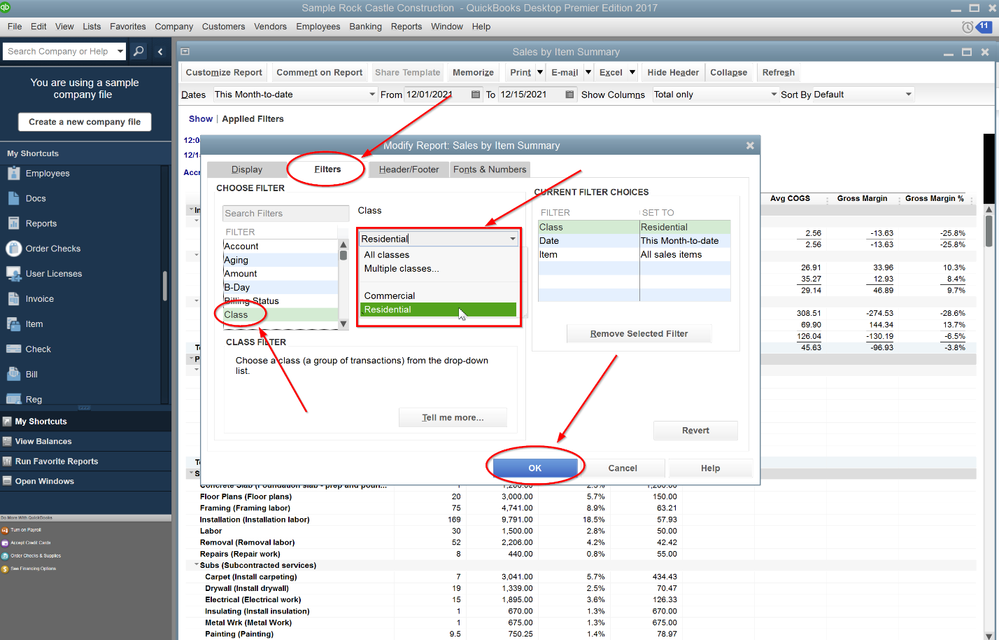 qb
Sample Rock Castle Construction - QuickBooks Desktop Premier Edition 2017
File Edit View Lists Favorites Company Customers Vendors Employees Banking Reports Window Help
11
Search Company or Help
You are using a sample
company file
Create a new company file
My Shortcuts
Employees
Docs
Reports
Order Checks
User Licenses
Invoice
Item
Check
Bill
Reg
My Shortcuts
View Balances
Run Favorite Reports
Open Windows
Do More With QuickBooks
Turn on Payroll
Accept Credit Cards
Order Checks & Supplies
See Financing Options
Sales by Item Summary
Customize Report Comment on Report Share Template Memorize Print E-mail Excel Hide Header Collapse Refresh
Dates This Month-to-date From 12/01/2021 To 12/15/2021 Show Columns Total only Sort By Default
Show | Applied Filters
12:0
12/1
Accr
Modify Report: Sales by Item Summary
Display Filters Header/Footer Fonts & Numbers
CHOOSE FILTER
Search Filters
FILTER
Account
Aging
Amount
B-Day
Billing Status
Class
Class
Residential
All classes
Multiple classes...
Commercial
Residential
CLASS FILTER
Choose a class (a group of transactions) from the drop-down
list.
Tell me more...
CURRENT FILTER CHOICES
FILTER SET TO
Class Residential
Date This Month-to-date
Item All sales items
Remove Selected Filter
Revert
OK Cancel Help
Avg COGS Gross Margin Gross Margin %
2.56 -13.63 -25.8%
2.56 -13.63 -25.8%
26.91 33.96 10.3%
35.27 12.93 8.4%
29.14 46.89 9.7%
308.51 -274.53 -28.6%
69.90 144.34 13.7%
126.04 -130.19 -6.5%
45.63 -96.93 -3.8%
Floor Plans (Floor plans) 20 3,000.00 5.7% 150.00
Framing (Framing labor) 75 4,741.00 8.9% 63.21
Installation (Installation labor) 169 9,791.00 18.5% 57.93
Labor 30 1,500.00 2.8% 50.00
Removal (Removal labor) 52 2,206.00 4.2% 42.42
Repairs (Repair work) 8 440.00 0.8% 55.00
Subs (Subcontracted services)
Carpet (Install carpeting) 7 3,041.00 5.7% 434.43
Drywall (Install drywall) 19 1,339.00 2.5% 70.47
Electrical (Electrical work) 15 1,895.00 3.6% 126.33
Insulating (Install insulation) 1 670.00 1.3% 670.00
Metal Wrk (Metal Work) 1 675.00 1.3% 675.00
Painting (Painting) 9.5 750.25 1.4% 78.97